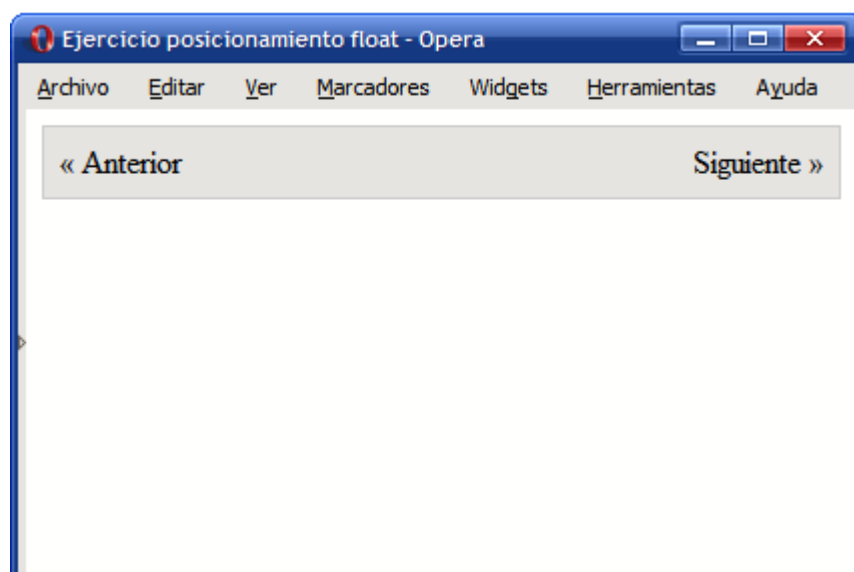 Ejercicio posicionamiento float - Opera
Archivo Editar Ver Marcadores Widgets Herramientas Ayuda
« Anterior Siguiente »